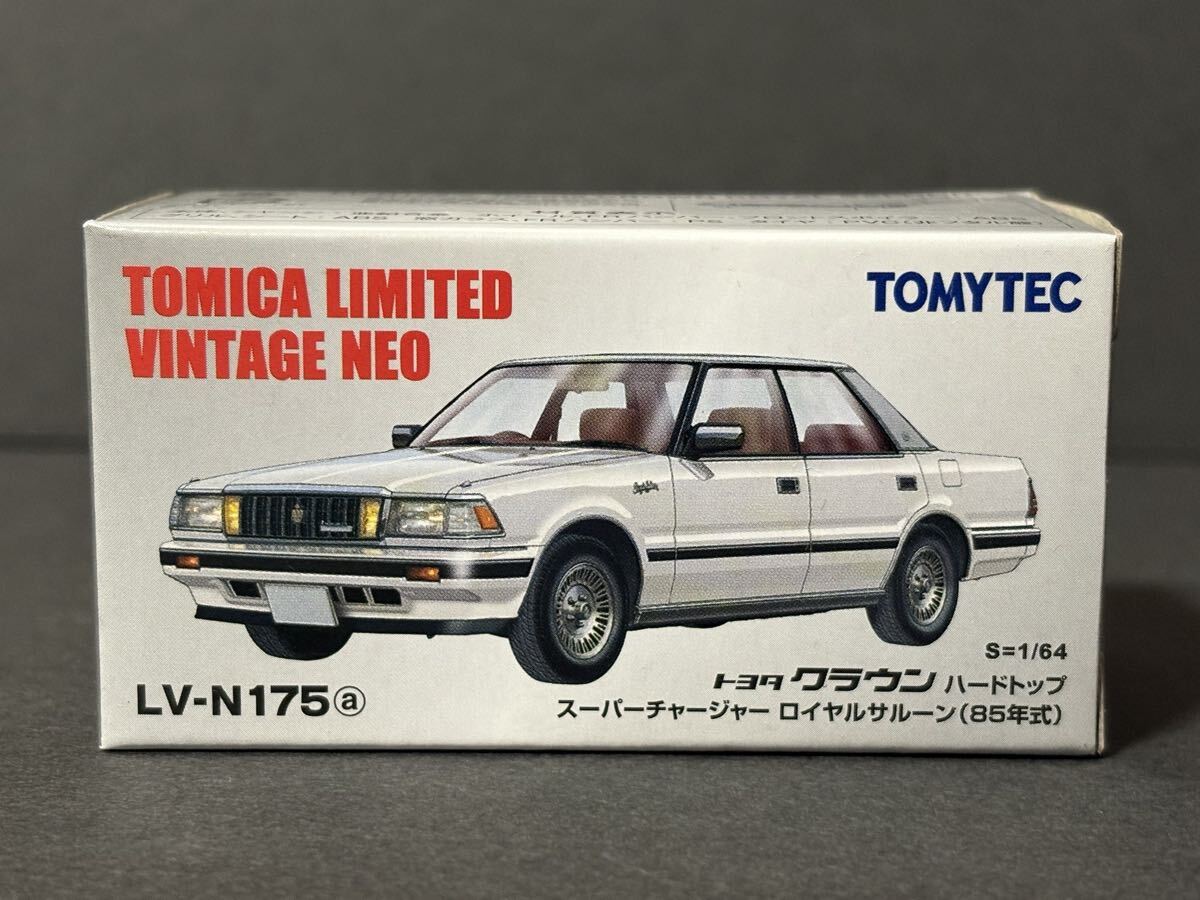 TOMICA LIMITED
VINTAGE NEO
TOMYTEC
S=1/64
LV-N175ⓐ
トヨタ クラウン ハードトップ
スーパーチャージャー ロイヤルサルーン(85年式)